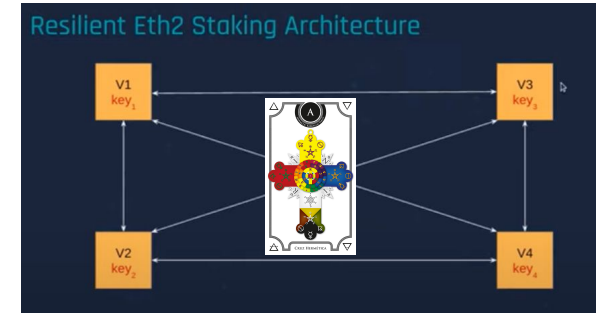 Resilient Eth2 Staking Architecture
V1
key₁
V3
key₃
A
V2
key₂
V4
key₄